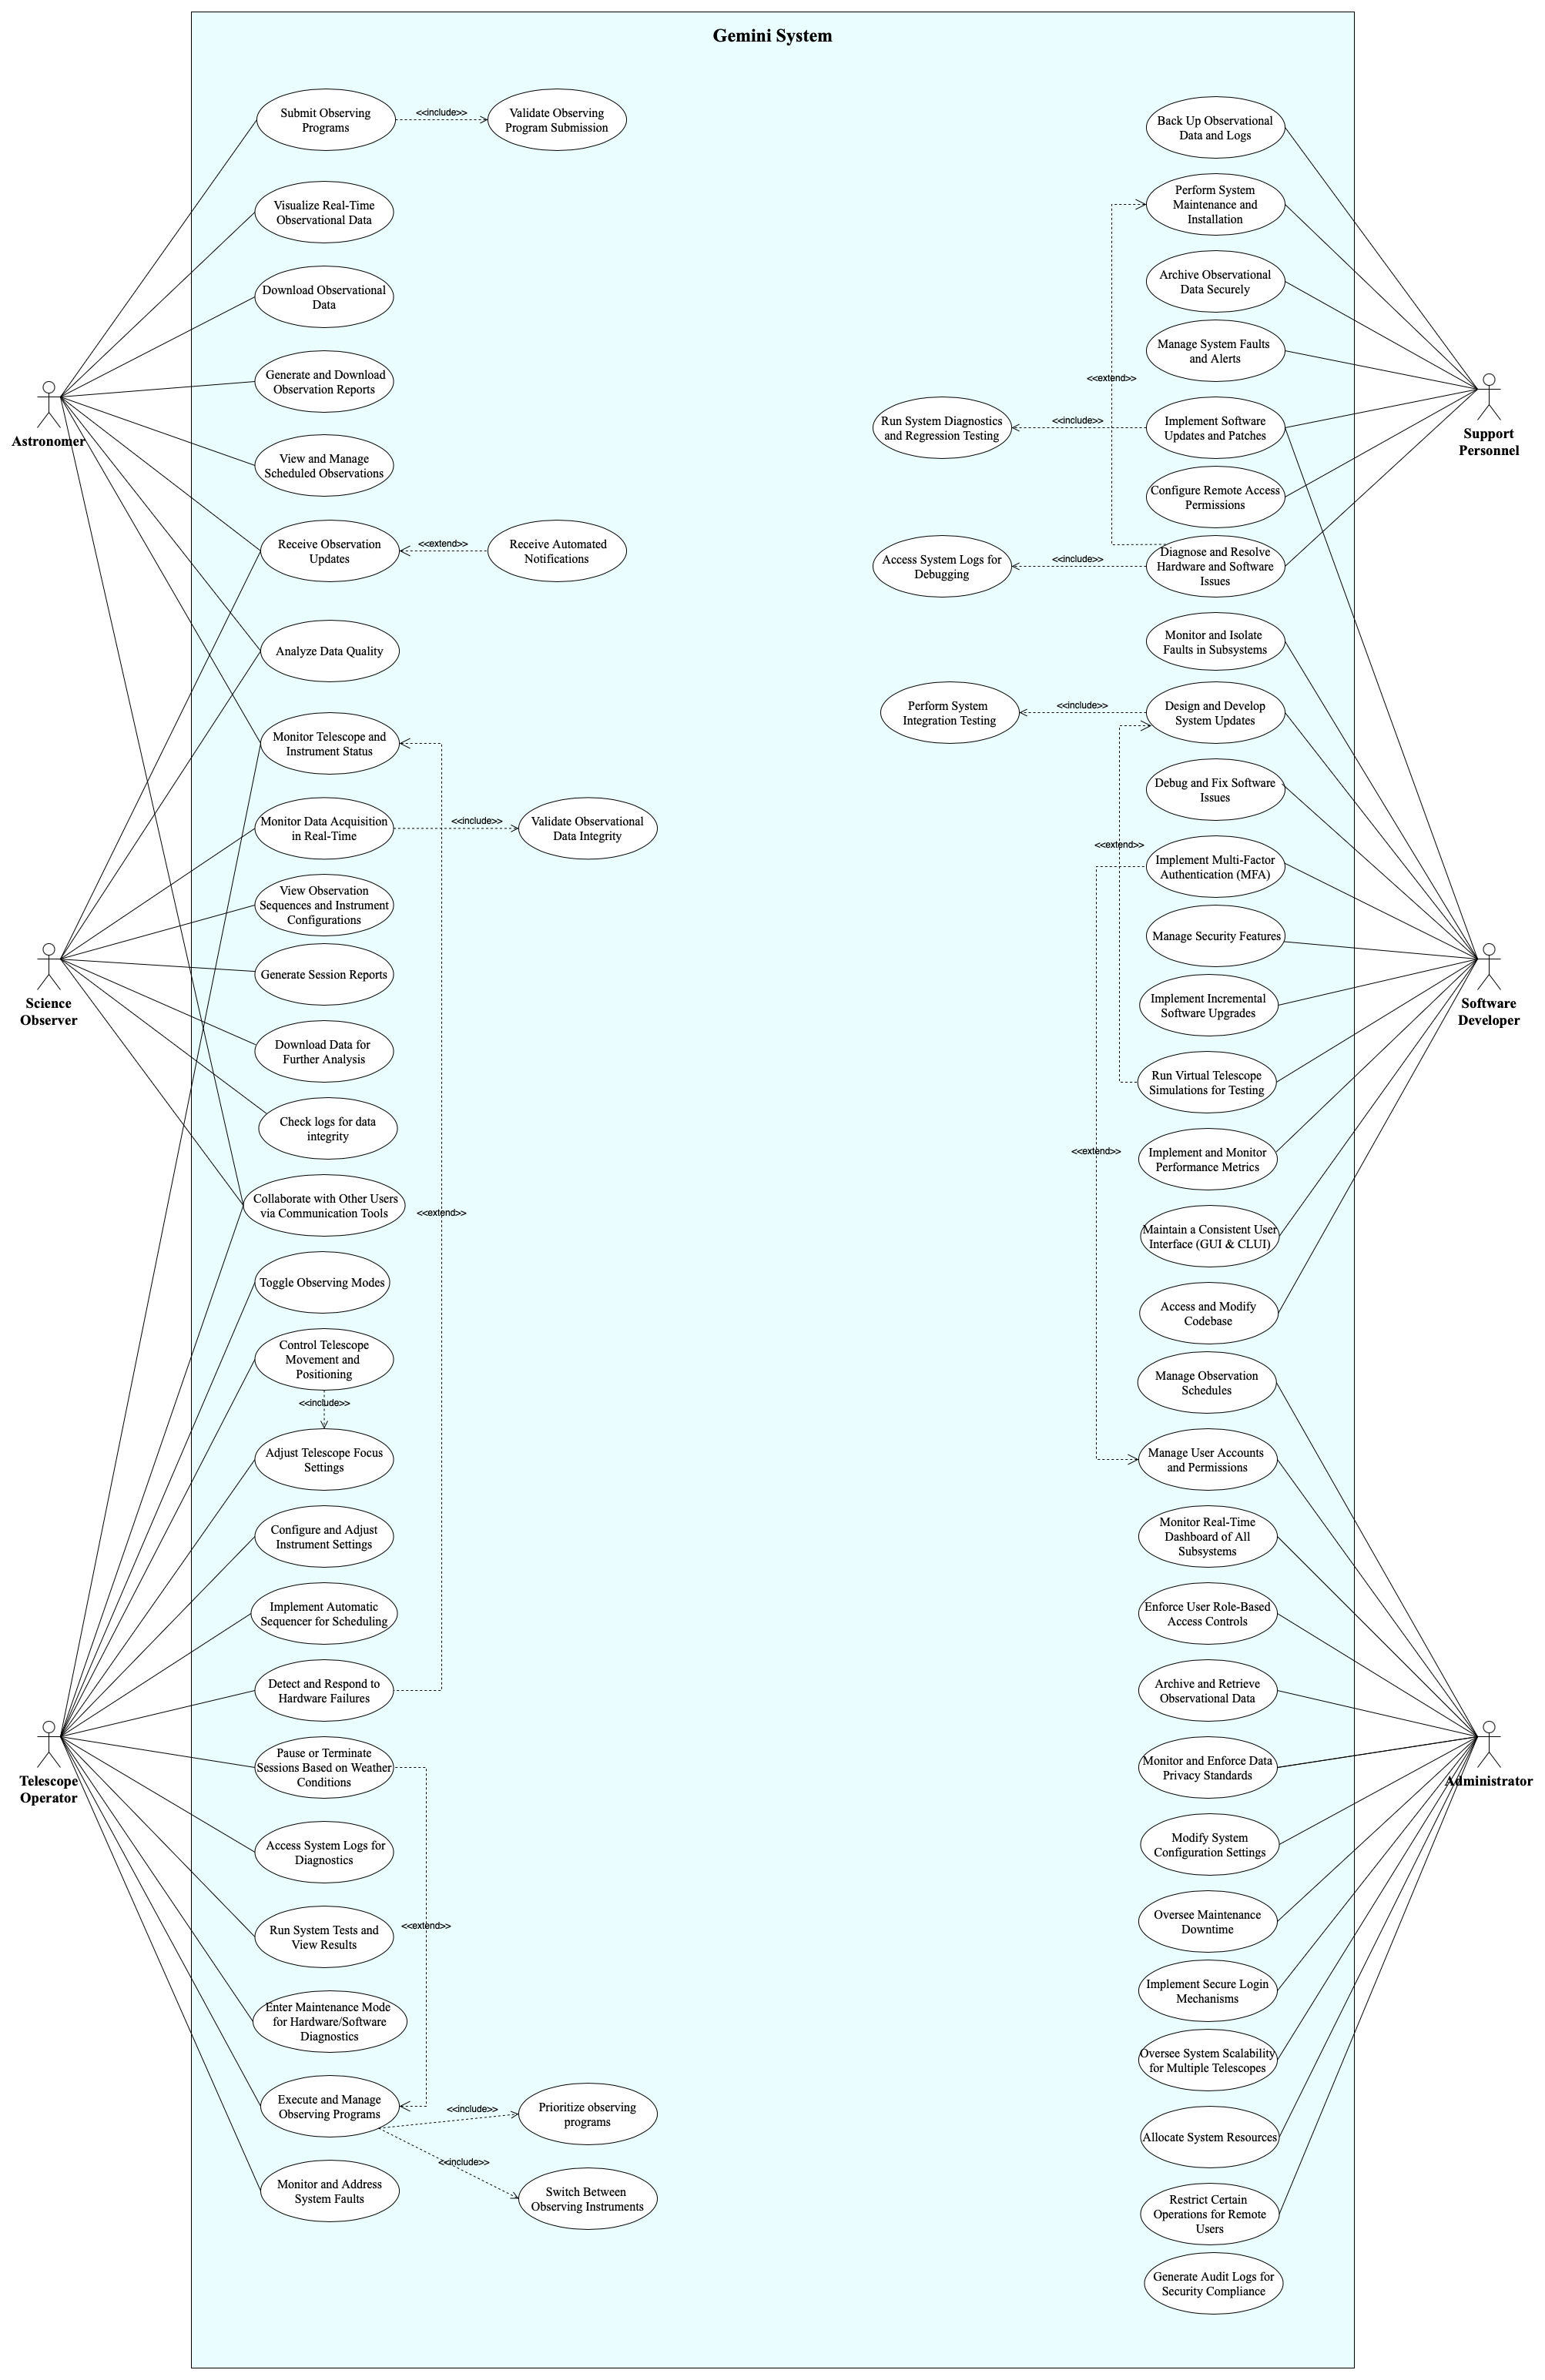 Gemini System
Submit Observing
Programs
<<include>>
Validate Observing
Program Submission
Visualize Real-Time
Observational Data
Download Observational
Data
Generate and Download
Observation Reports
Astronomer
View and Manage
Scheduled Observations
Receive Observation
Updates
<<extend>>
Receive Automated
Notifications
Analyze Data Quality
Monitor Telescope and
Instrument Status
Monitor Data Acquisition
in Real-Time
<<include>>
Validate Observational
Data Integrity
View Observation
Sequences and Instrument
Configurations
Science
Observer
Generate Session Reports
Download Data for
Further Analysis
Check logs for data
integrity
Collaborate with Other Users
via Communication Tools
<<extend>>
Toggle Observing Modes
Control Telescope
Movement and
Positioning
<<include>>
Adjust Telescope Focus
Settings
Configure and Adjust
Instrument Settings
Implement Automatic
Sequencer for Scheduling
Detect and Respond to
Hardware Failures
Telescope
Operator
Pause or Terminate
Sessions Based on Weather
Conditions
Access System Logs for
Diagnostics
Run System Tests and
View Results
<<extend>>
Enter Maintenance Mode
for Hardware/Software
Diagnostics
Execute and Manage
Observing Programs
<<include>>
Prioritize observing
programs
<<include>>
Switch Between
Observing Instruments
Monitor and Address
System Faults
Back Up Observational
Data and Logs
Perform System
Maintenance and
Installation
Archive Observational
Data Securely
Manage System Faults
and Alerts
<<extend>>
Support
Personnel
Run System Diagnostics
and Regression Testing
<<include>>
Implement Software
Updates and Patches
Configure Remote Access
Permissions
Access System Logs for
Debugging
<<include>>
Diagnose and Resolve
Hardware and Software
Issues
Monitor and Isolate
Faults in Subsystems
Perform System
Integration Testing
<<include>>
Design and Develop
System Updates
Debug and Fix Software
Issues
<<extend>>
Implement Multi-Factor
Authentication (MFA)
Manage Security Features
Software
Developer
Implement Incremental
Software Upgrades
Run Virtual Telescope
Simulations for Testing
<<extend>>
Implement and Monitor
Performance Metrics
Maintain a Consistent User
Interface (GUI & CLUI)
Access and Modify
Codebase
Manage Observation
Schedules
Manage User Accounts
and Permissions
Monitor Real-Time
Dashboard of All
Subsystems
Enforce User Role-Based
Access Controls
Archive and Retrieve
Observational Data
Administrator
Monitor and Enforce Data
Privacy Standards
Modify System
Configuration Settings
Oversee Maintenance
Downtime
Implement Secure Login
Mechanisms
Oversee System Scalability
for Multiple Telescopes
Allocate System Resources
Restrict Certain
Operations for Remote
Users
Generate Audit Logs for
Security Compliance